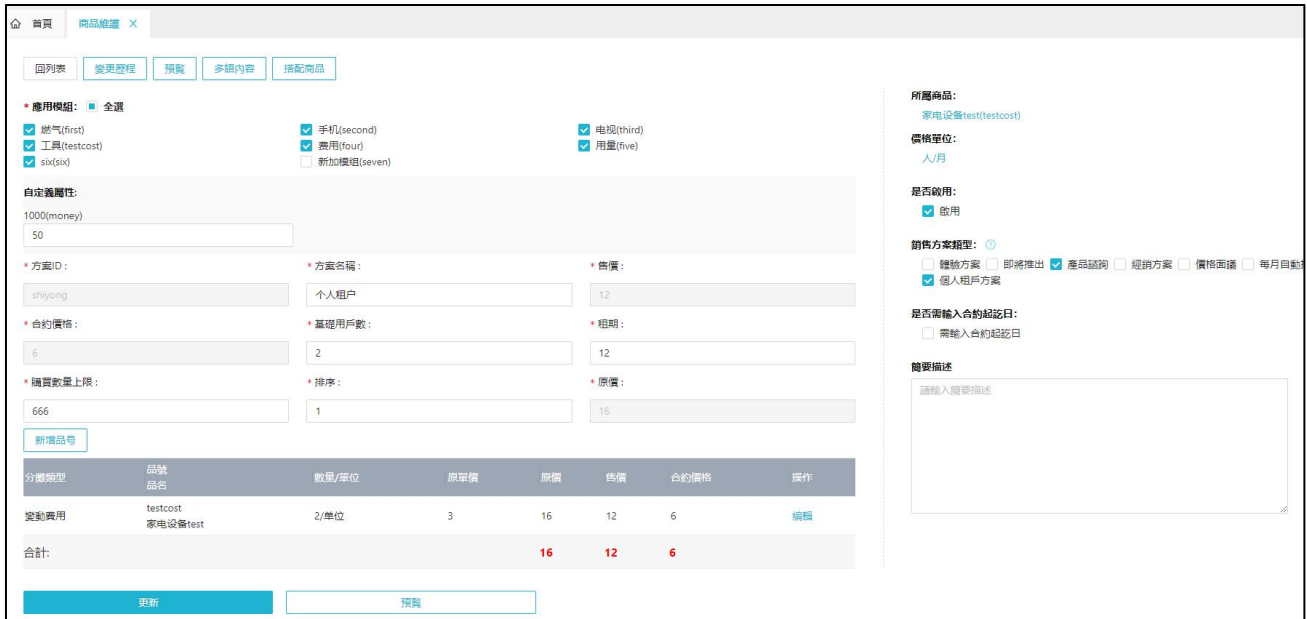 首頁 商品維護 X
回列表 變更歷程 預覽 多語內容 搭配商品
* 應用模組: 全選
燃气(first) 手机(second) 电视(third)
工具(testcost) 费用(four) 用量(five)
six(six) 新加模组(seven)
自定義屬性:
1000(money)
50
* 方案ID : * 方案名稱 : * 售價 :
shiyong 个人租户 12
* 合約價格 : * 基礎用戶數 : * 租期 :
6 2 12
* 購買數量上限 : * 排序 : * 原價 :
666 1 16
新增品号
分攤類型 品號 數量/單位 原單價 原價 售價 合約價格 操作
品名
變動費用 testcost 2/单位 3 16 12 6 编輯
家电设备test
合計: 16 12 6
更新 預覽
所屬商品:
家电设备test(testcost)
價格單位:
人/月
是否啟用:
啟用
銷售方案類型: ?
體驗方案 即將推出 產品諮詢 經銷方案 價格面議 每月自動
個人租戶方案
是否需輸入合約起訖日:
需輸入合約起訖日
簡要描述
請輸入簡要描述